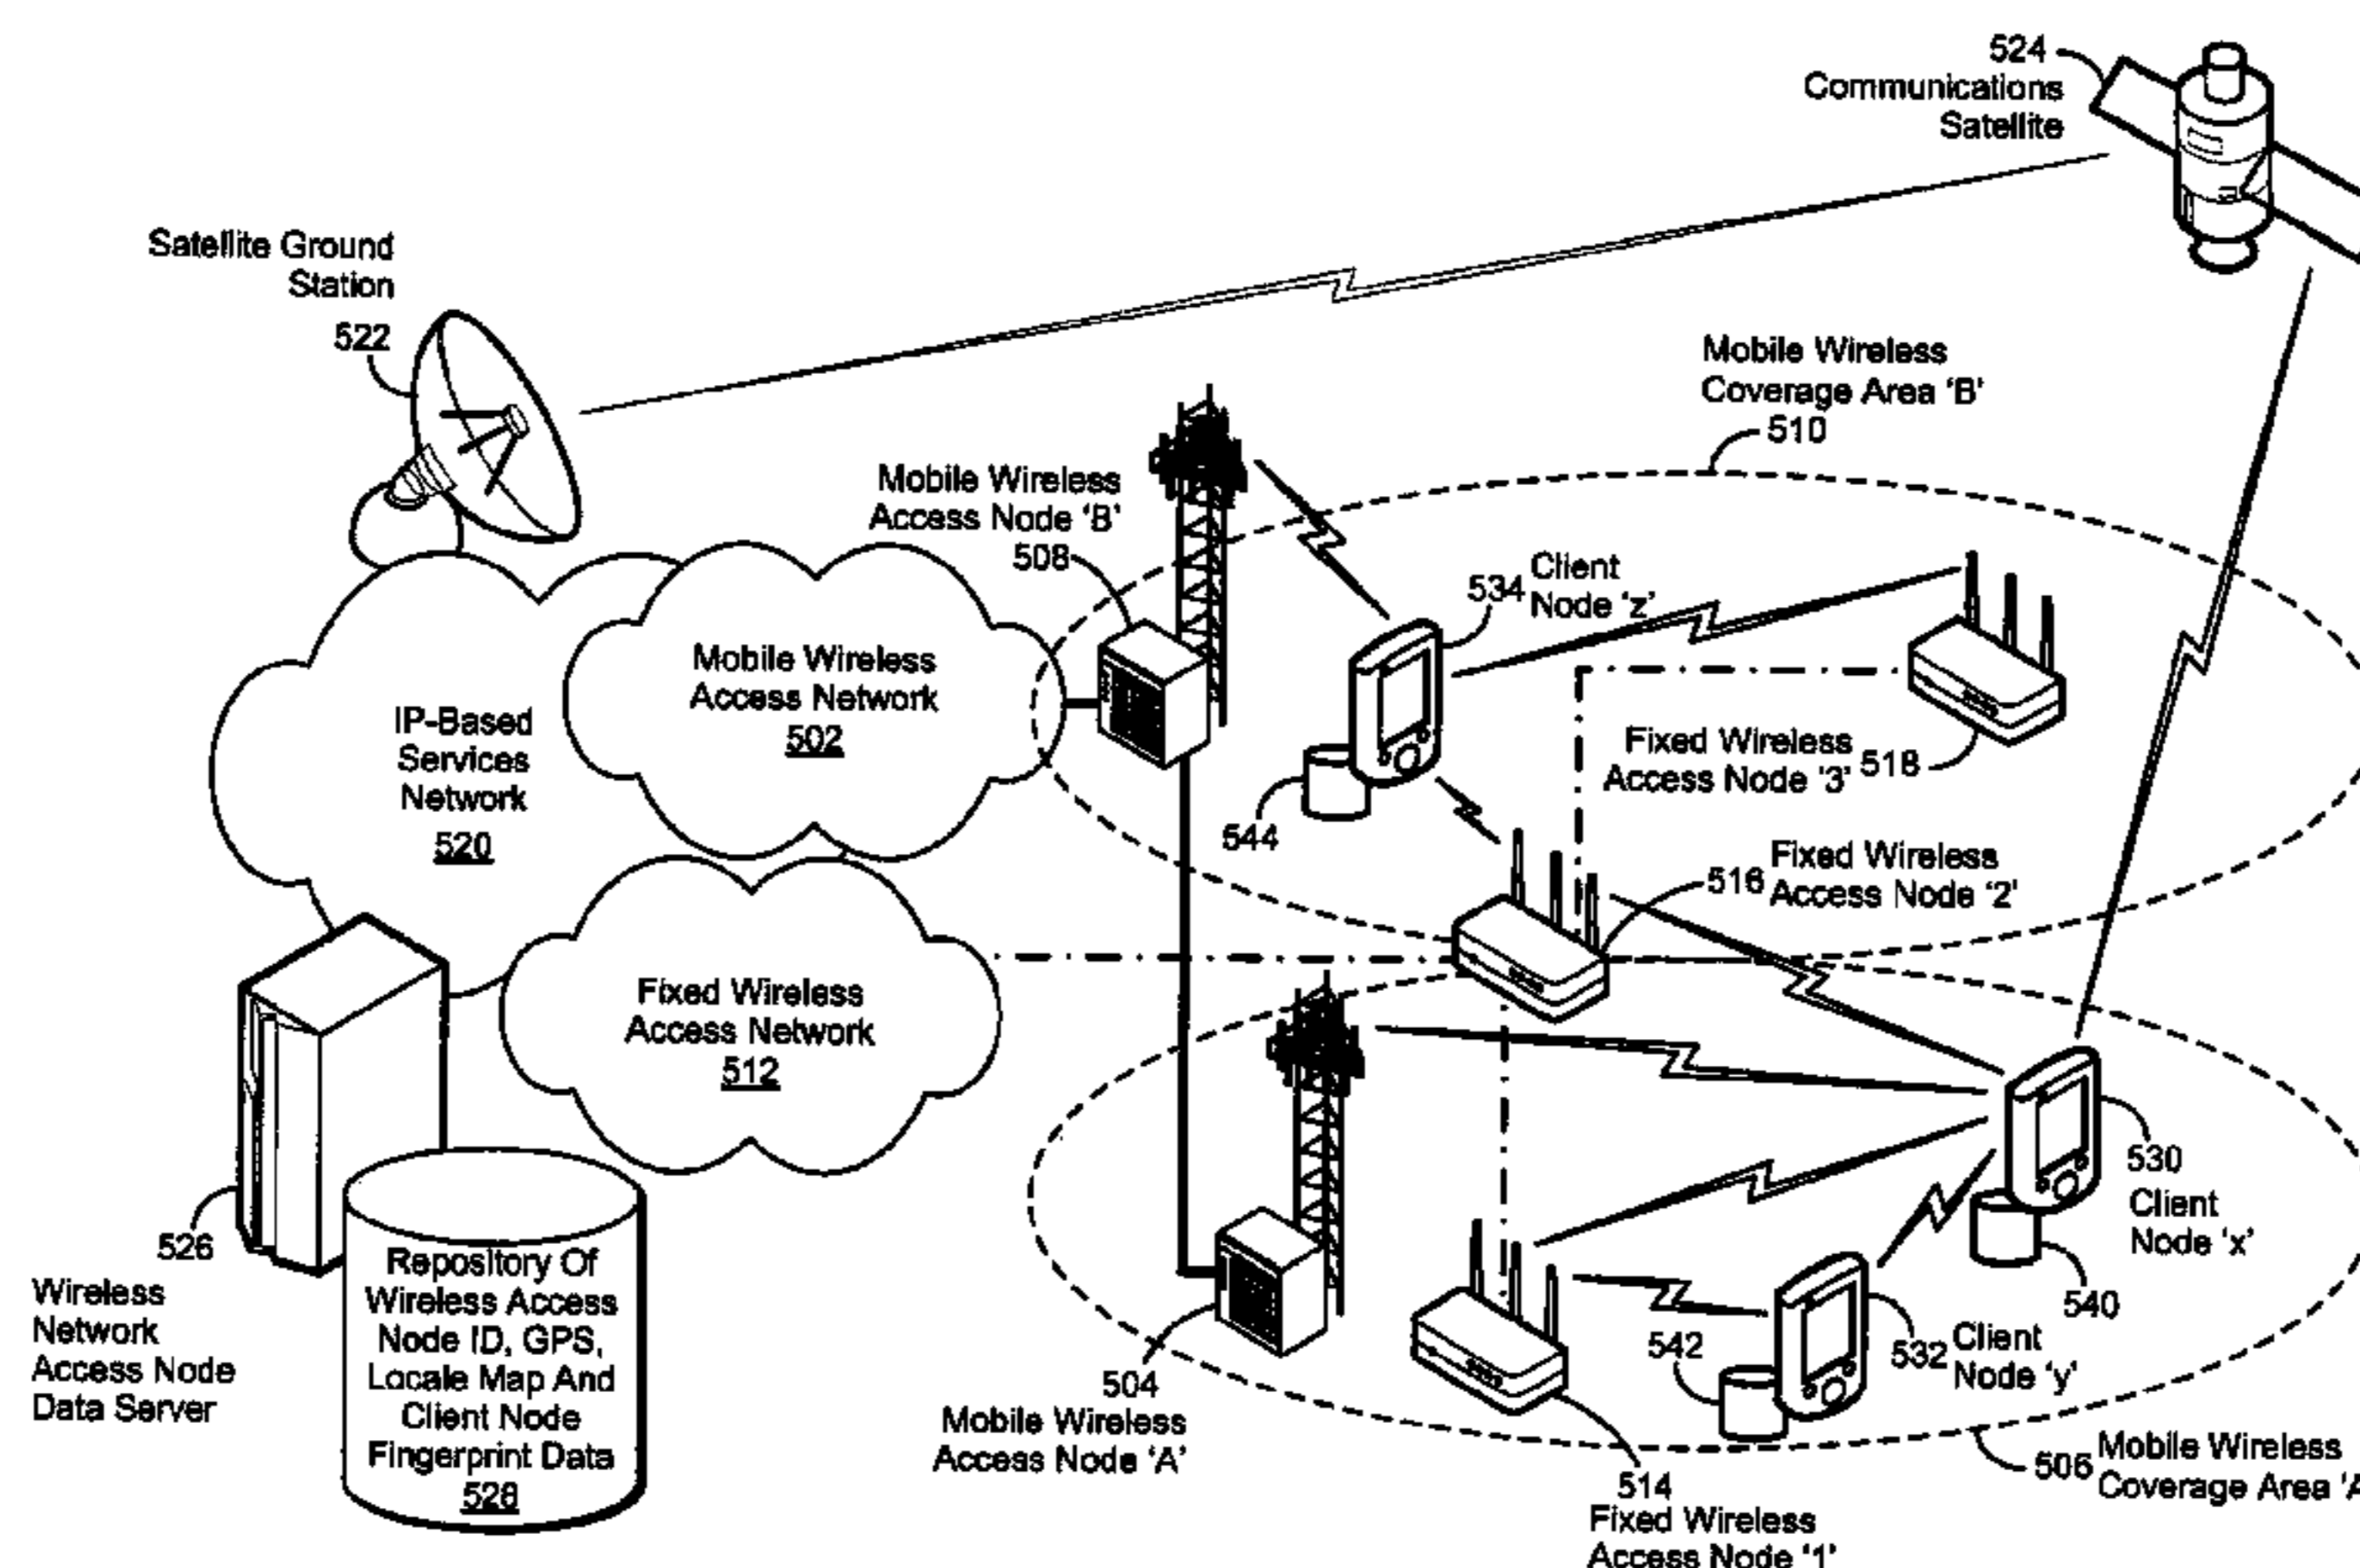 524
Communications
Satellite
Satellite Ground
Station
522
Mobile Wireless
Coverage Area 'B'
510
Mobile Wireless
Access Node 'B'
508
Client
534 Node 'z'
Mobile Wireless
Access Network
502
IP-Based
Services
Network
520
Fixed Wireless
Access Node '3' 518
544
Fixed Wireless
516 Access Node '2'
Fixed Wireless
Access Network
512
530
Client
Node 'x'
540
526
Wireless
Network
Access Node
Data Server
Repository Of
Wireless Access
Node ID, GPS,
Locale Map And
Client Node
Fingerprint Data
528
504
Mobile Wireless
Access Node 'A'
542
532 Client
Node 'y'
514
Fixed Wireless
Access Node '1'
506 Mobile Wireless
Coverage Area 'A